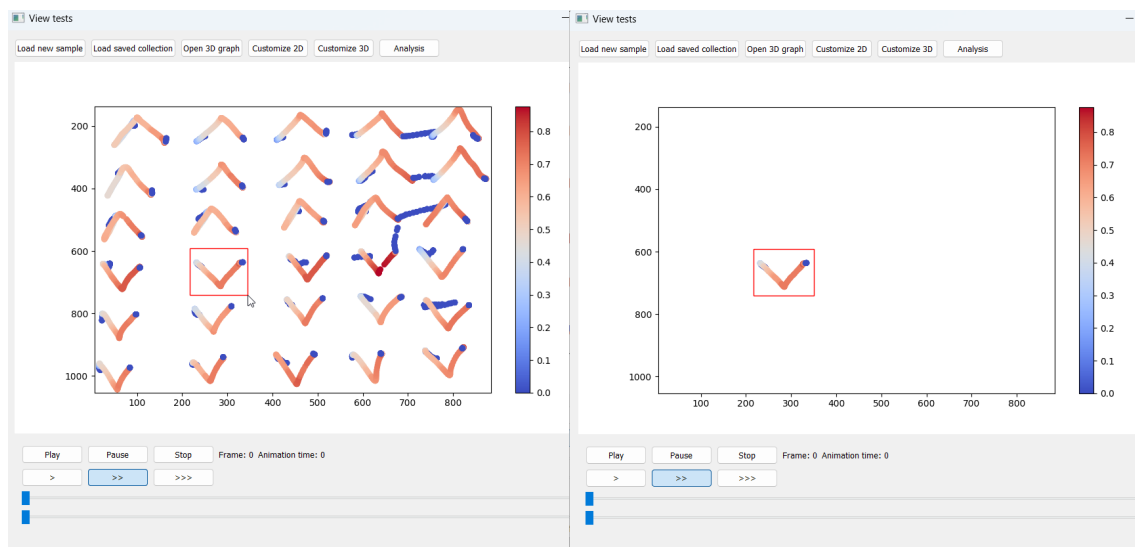 View tests
Load new sample Load saved collection Open 3D graph Customize 2D Customize 3D Analysis
200
400
600
800
1000
100 200 300 400 500 600 700 800
0.8
0.7
0.6
0.5
0.4
0.3
0.2
0.1
0.0
Play Pause Stop Frame: 0 Animation time: 0
> >> >>>
View tests
Load new sample Load saved collection Open 3D graph Customize 2D Customize 3D Analysis
200
400
600
800
1000
100 200 300 400 500 600 700 800
0.8
0.7
0.6
0.5
0.4
0.3
0.2
0.1
0.0
Play Pause Stop Frame: 0 Animation time: 0
> >> >>>